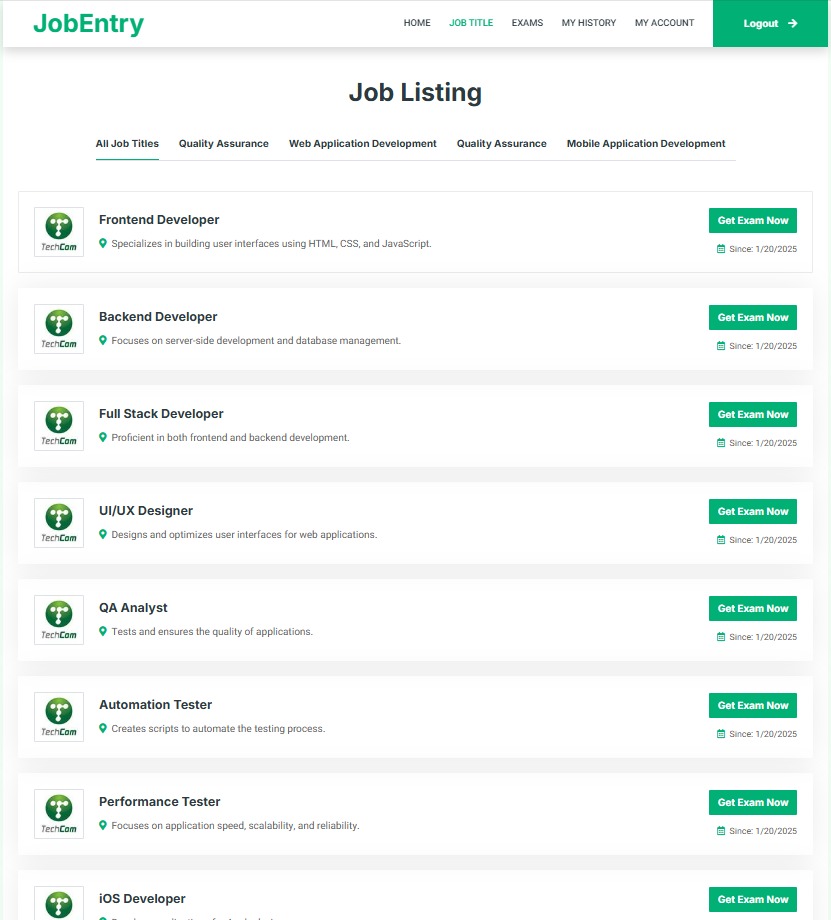 JobEntry
HOME JOB TITLE EXAMS MY HISTORY MY ACCOUNT Logout
Job Listing
All Job Titles Quality Assurance Web Application Development Quality Assurance Mobile Application Development
TechCom
Frontend Developer
Specializes in building user interfaces using HTML, CSS, and JavaScript.
Get Exam Now
Since: 1/20/2025
TechCom
Backend Developer
Focuses on server-side development and database management.
Get Exam Now
Since: 1/20/2025
TechCom
Full Stack Developer
Proficient in both frontend and backend development.
Get Exam Now
Since: 1/20/2025
TechCom
UI/UX Designer
Designs and optimizes user interfaces for web applications.
Get Exam Now
Since: 1/20/2025
TechCom
QA Analyst
Tests and ensures the quality of applications.
Get Exam Now
Since: 1/20/2025
TechCom
Automation Tester
Creates scripts to automate the testing process.
Get Exam Now
Since: 1/20/2025
TechCom
Performance Tester
Focuses on application speed, scalability, and reliability.
Get Exam Now
Since: 1/20/2025
iOS Developer
Get Exam Now